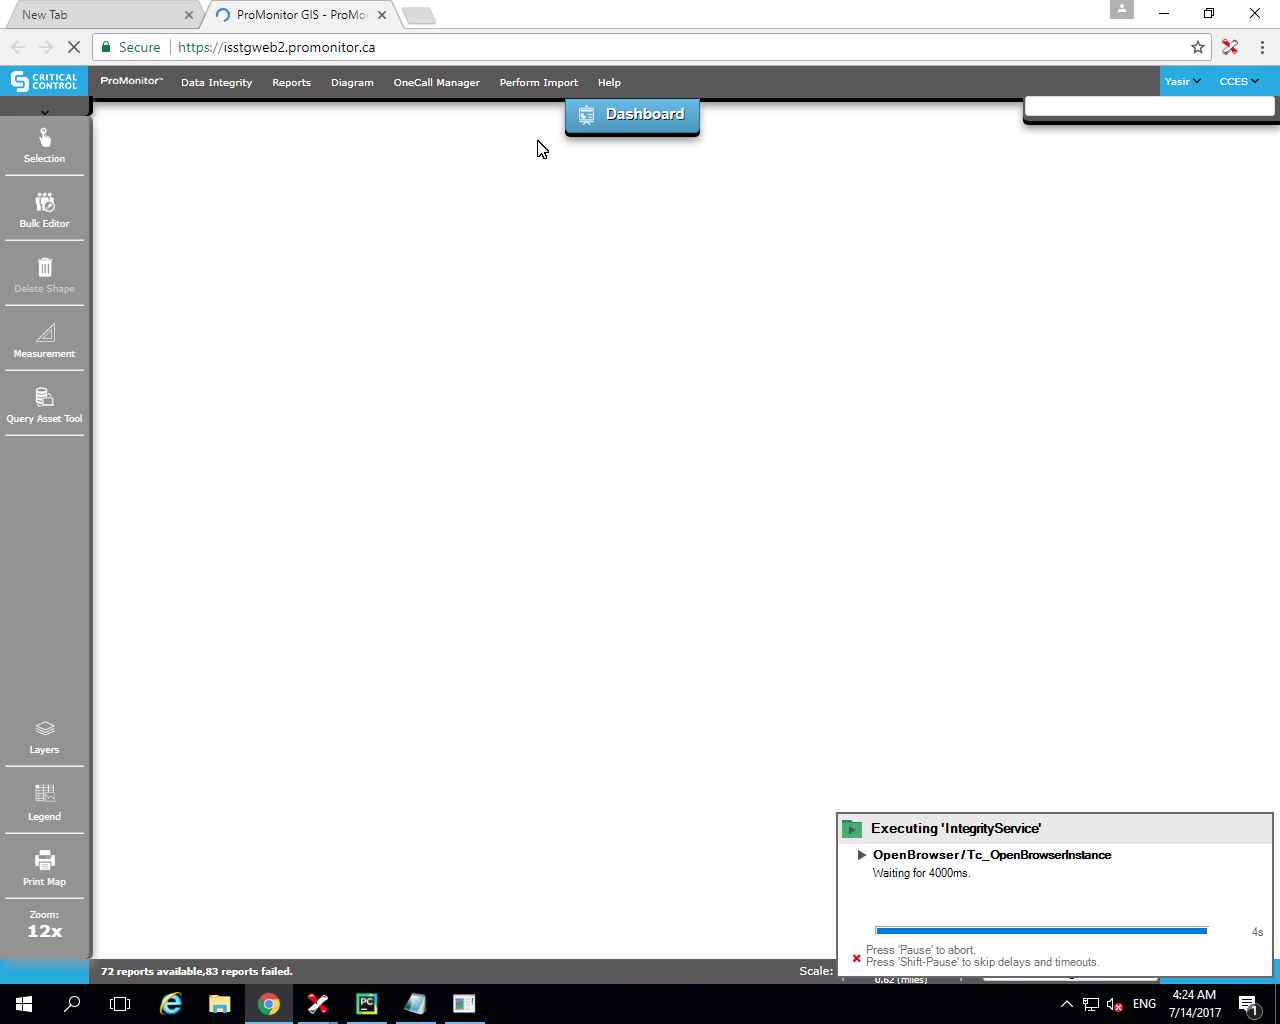 New Tab
ProMonitor GIS - ProMo
Secure
https://isstgweb2.promonitor.ca
CRITICAL
CONTROL
ProMonitor™
Data Integrity
Reports
Diagram
OneCall Manager
Perform Import
Help
Yasir
CCES
Dashboard
Selection
Bulk Editor
Delete Shape
Measurement
Query Asset Tool
Layers
Legend
Print Map
Zoom:
12x
Executing 'IntegrityService'
OpenBrowser/Tc_OpenBrowserInstance
Waiting for 4000ms.
4s
Press 'Pause' to abort.
Press 'Shift-Pause' to skip delays and timeouts.
72 reports available,83 reports failed.
Scale:
0.62 (miles)
PC
ENG
4:24 AM
7/14/2017
1